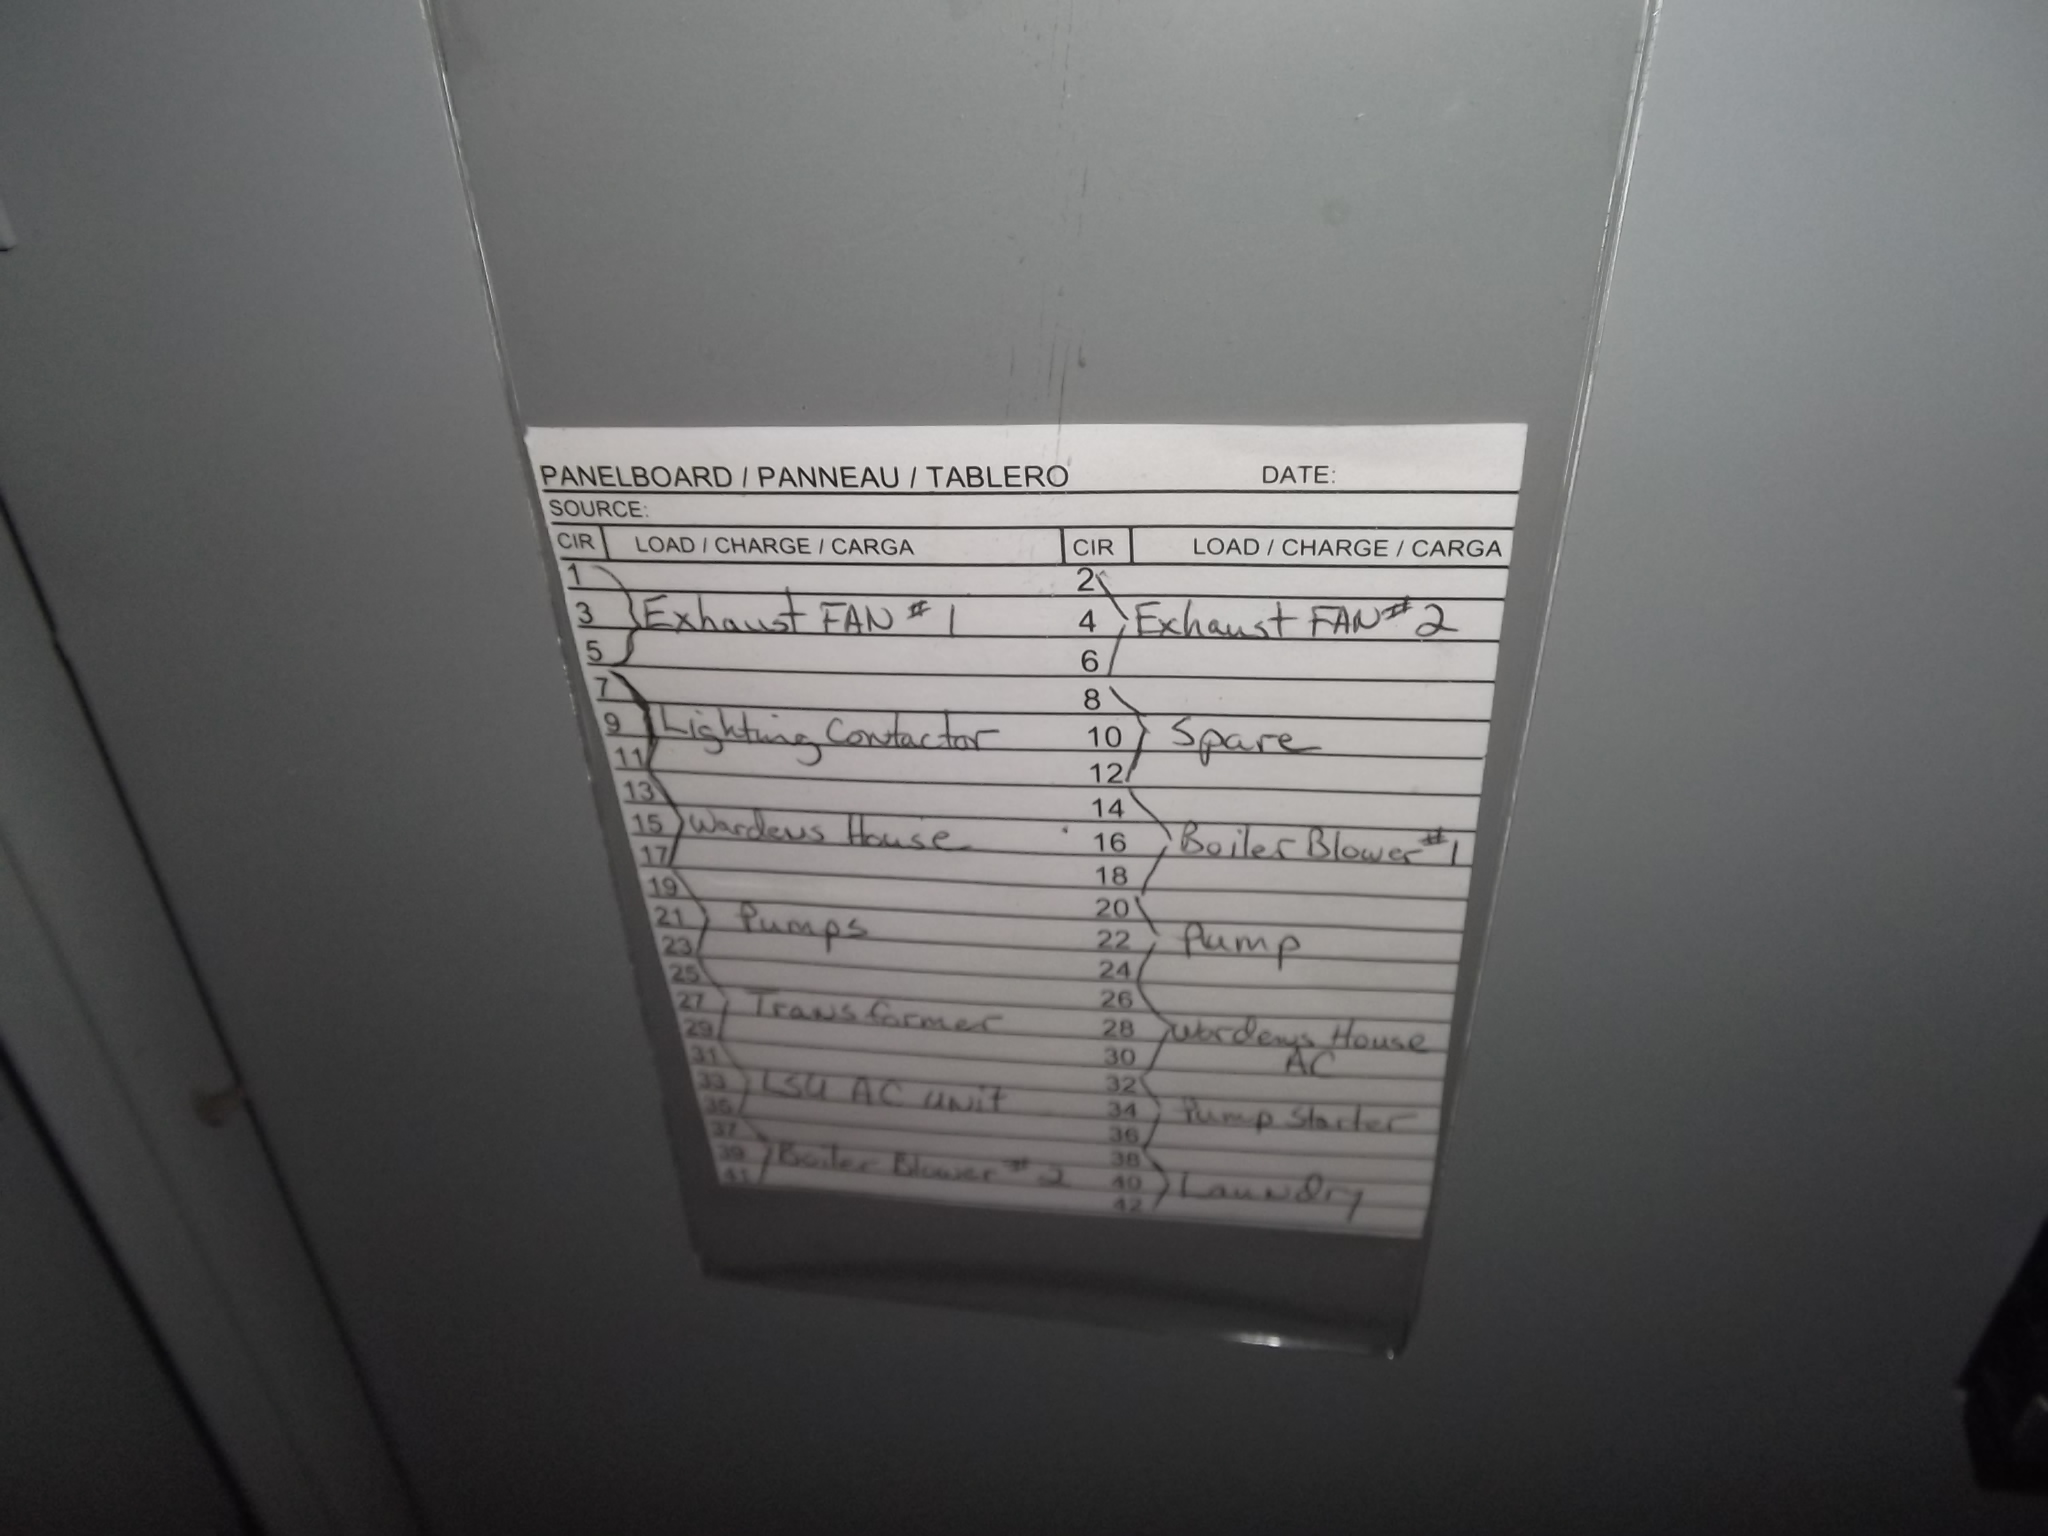 PANELBOARD / PANNEAU / TABLERO DATE:
SOURCE:
CIR LOAD / CHARGE / CARGA CIR LOAD / CHARGE / CARGA
1 2
3 Exhaust FAN # 1 4 Exhaust FAN # 2
5 6
7 8
9 Lighting Contactor 10 Spare
11 12
13 14
15 Wardens House 16 Boiler Blower #1
17 18
19 20
21 Pumps 22 Pump
23 24
25 26
27 Transformer 28 Wardens House
29 30 AC
31 32
33 LSU AC unit 34 Pump Starter
35 36
37 38
39 Boiler Blower # 2 40 Laundry
41 42